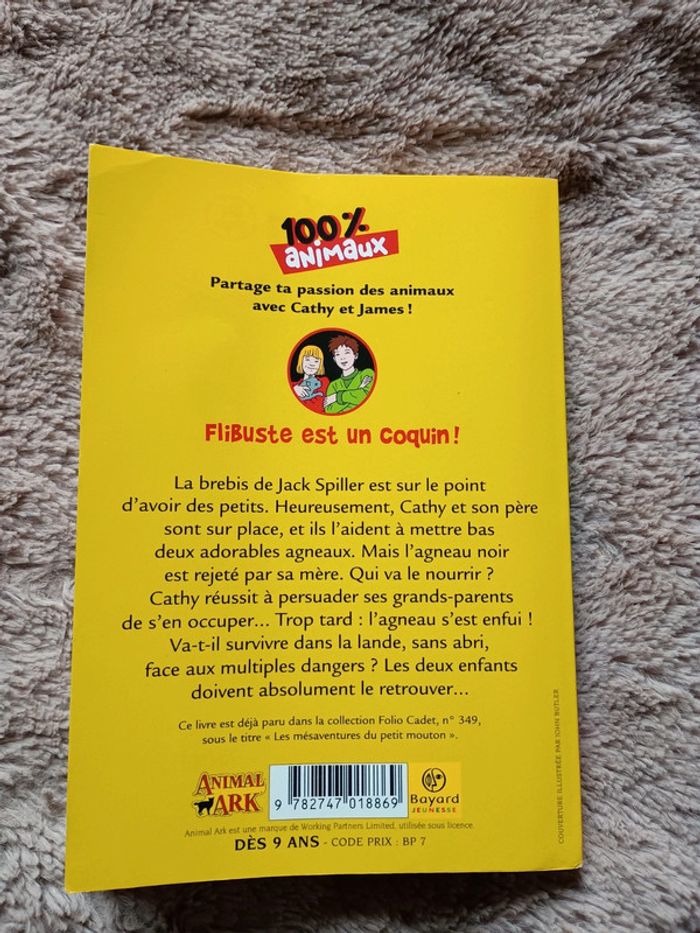 100%
animaux
Partage ta passion des animaux
avec Cathy et James !
Flibuste est un coquin !
La brebis de Jack Spiller est sur le point
d'avoir des petits. Heureusement, Cathy et son père
sont sur place, et ils l'aident à mettre bas
deux adorables agneaux. Mais l'agneau noir
est rejeté par sa mère. Qui va le nourrir ?
Cathy réussit à persuader ses grands-parents
de s'en occuper... Trop tard : l'agneau s'est enfui !
Va-t-il survivre dans la lande, sans abri,
face aux multiples dangers ? Les deux enfants
doivent absolument le retrouver...
Ce livre est déjà paru dans la collection Folio Cadet, n° 349,
sous le titre « Les mésaventures du petit mouton ».
ANIMAL
ARK
9 782747 018869
Bayard
JEUNESSE
Animal Ark est une marque de Working Partners Limited, utilisée sous licence.
DÈS 9 ANS - CODE PRIX : BP 7
COUVERTURE ILLUSTRÉE PAR JOHN BUTLER